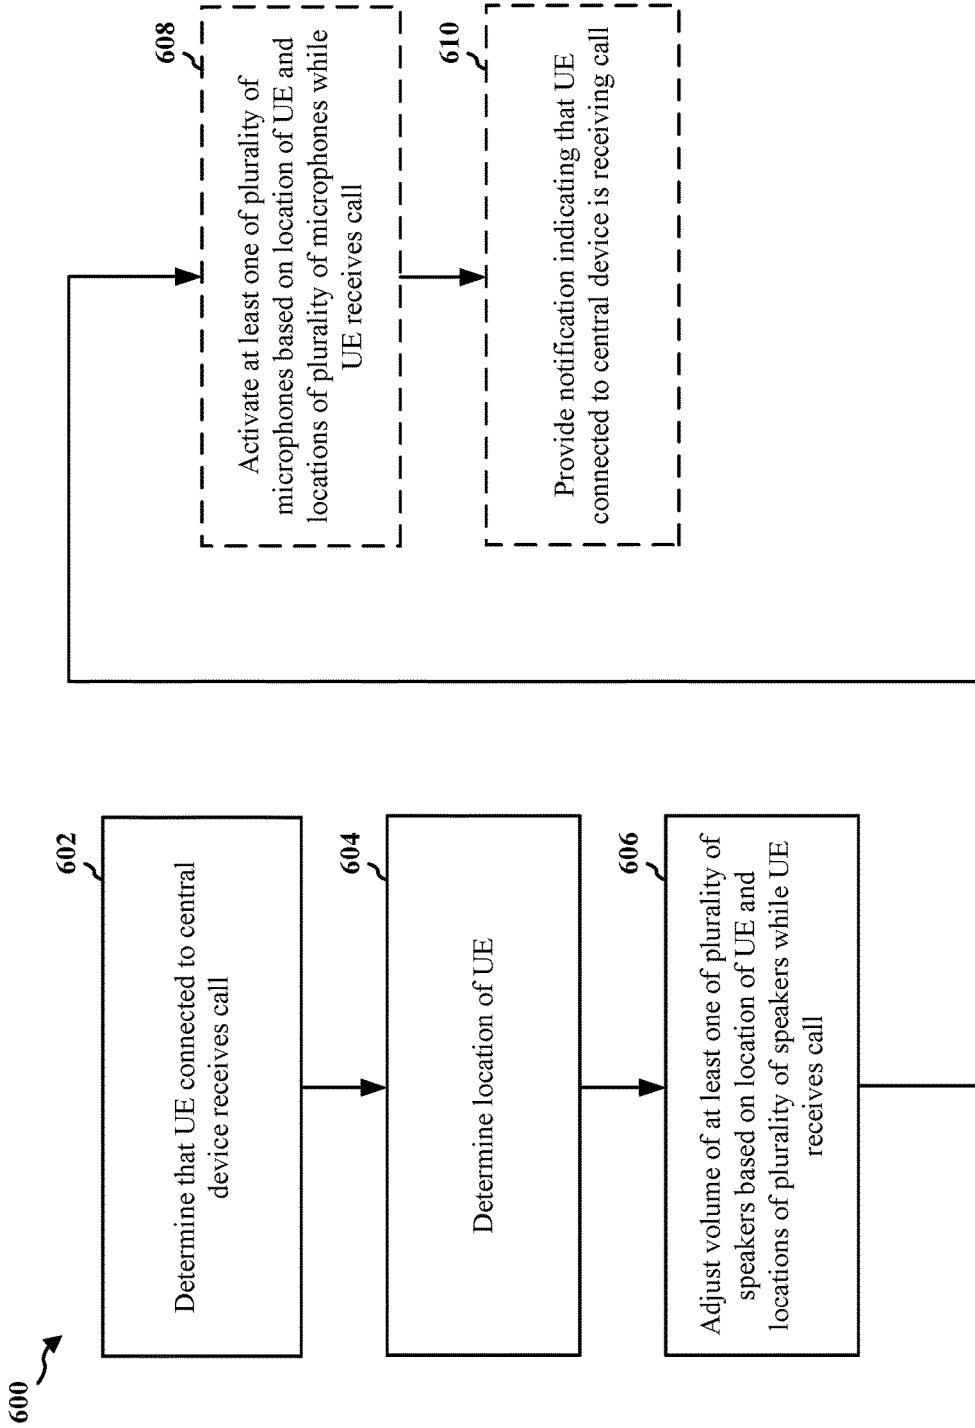 600
602
Determine that UE connected to central
device receives call
604
Determine location of UE
606
Adjust volume of at least one of plurality of
speakers based on location of UE and
locations of plurality of speakers while UE
receives call
608
Activate at least one of plurality of
microphones based on location of UE and
locations of plurality of microphones while
UE receives call
610
Provide notification indicating that UE
connected to central device is receiving call